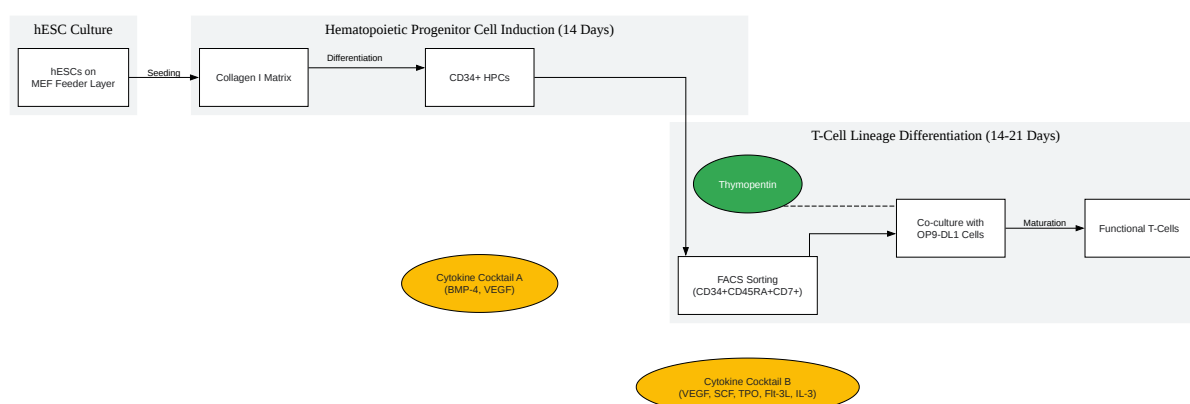 hESC Culture
hESCs on
MEF Feeder Layer
Seeding
Hematopoietic Progenitor Cell Induction (14 Days)
Collagen I Matrix
Differentiation
CD34+ HPCs
T-Cell Lineage Differentiation (14-21 Days)
Thymopentin
FACS Sorting
(CD34+CD45RA+CD7+)
Co-culture with
OP9-DL1 Cells
Maturation
Functional T-Cells
Cytokine Cocktail A
(BMP-4, VEGF)
Cytokine Cocktail B
(VEGF, SCF, TPO, Flt-3L, IL-3)